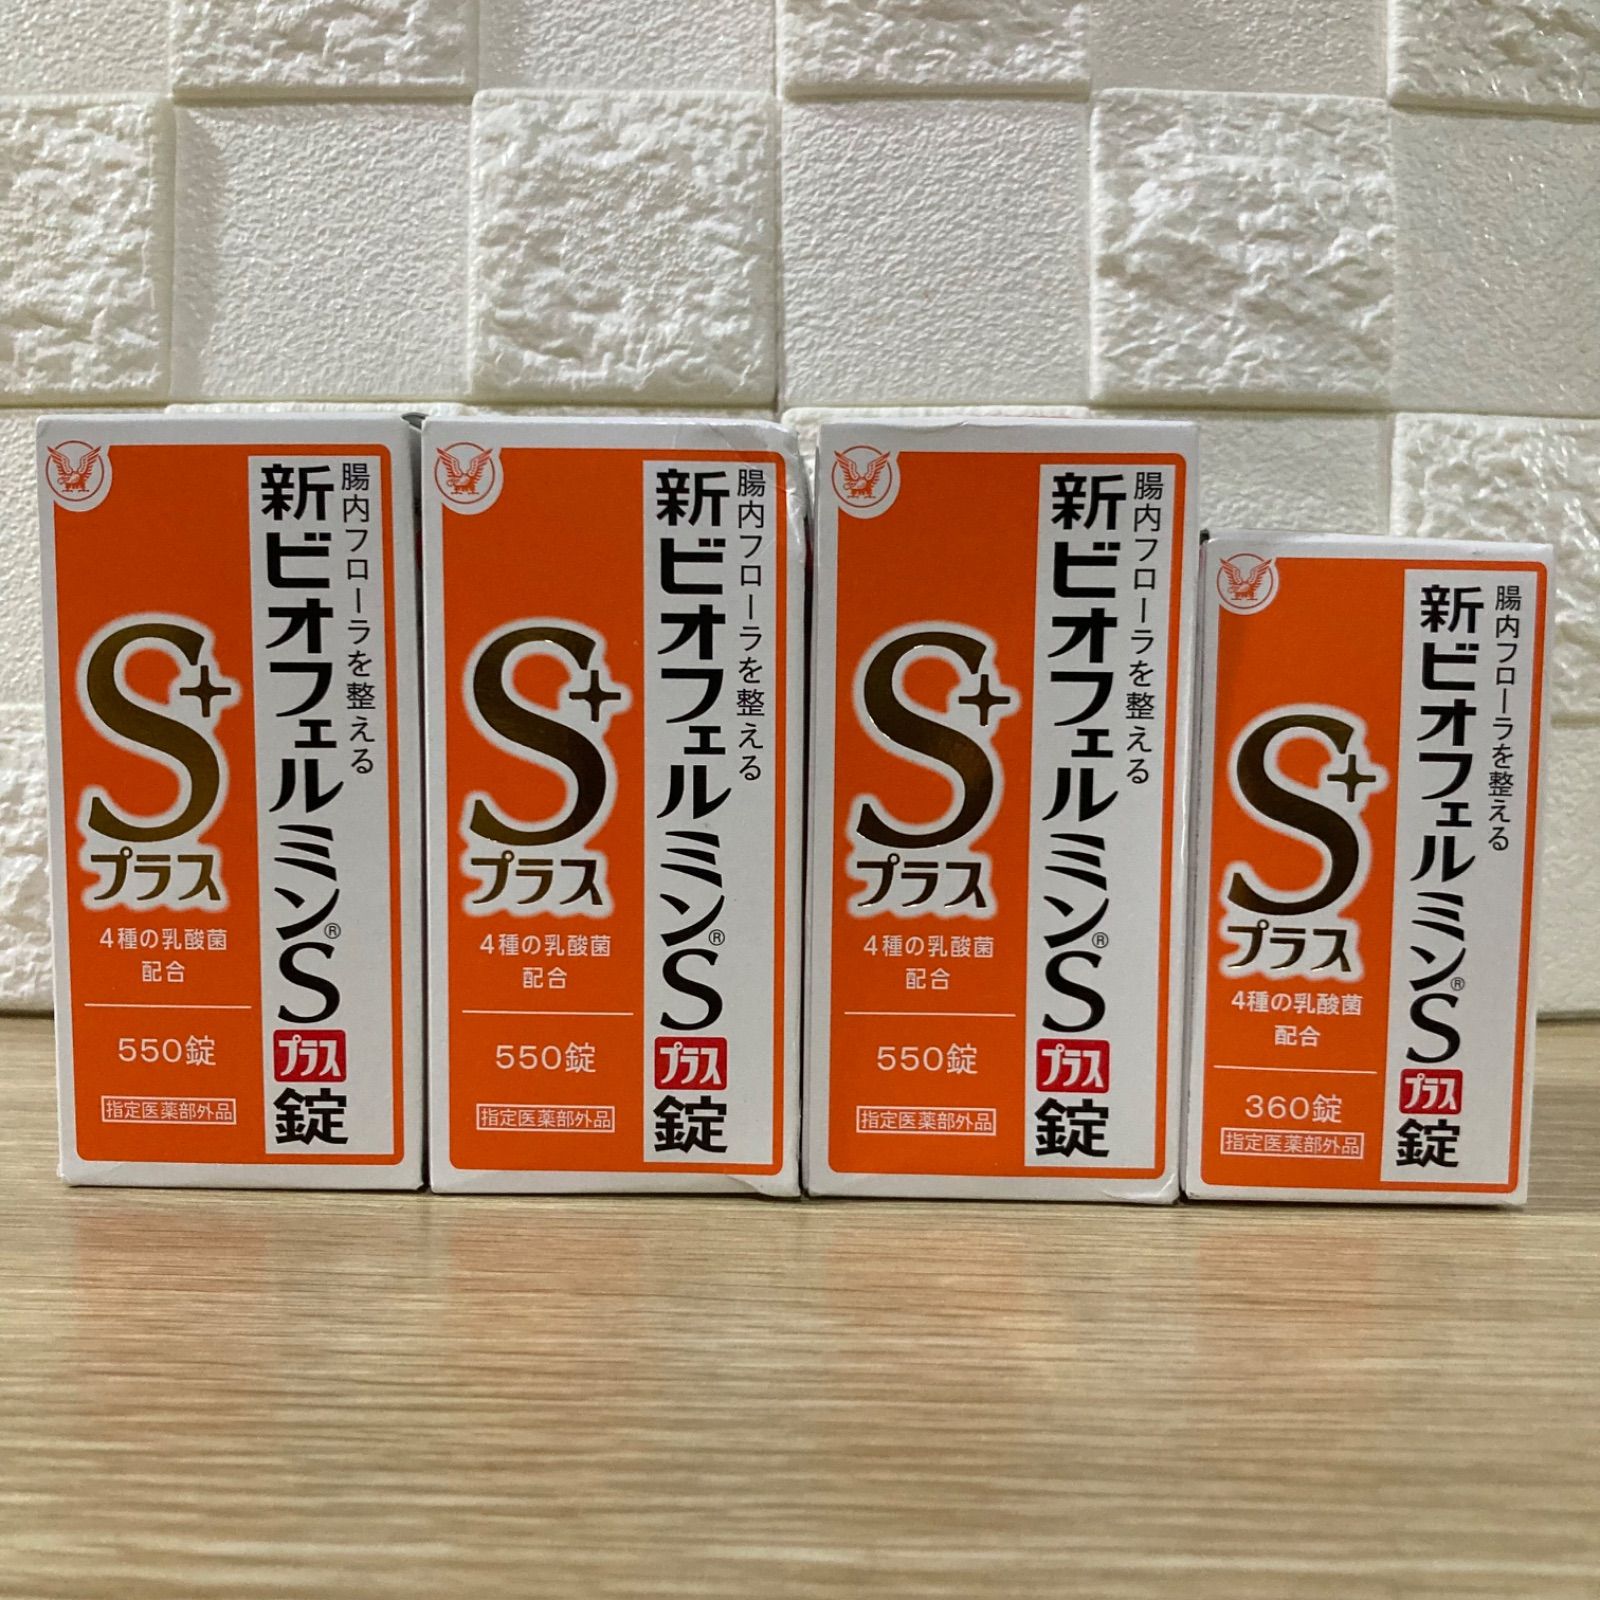 腸内フローラを整える
新ビオフェルミン®Sプラス錠
S+
プラス
4種の乳酸菌
配合
550錠
指定医薬部外品
腸内フローラを整える
新ビオフェルミン®Sプラス錠
S+
プラス
4種の乳酸菌
配合
550錠
指定医薬部外品
腸内フローラを整える
新ビオフェルミン®Sプラス錠
S+
プラス
4種の乳酸菌
配合
550錠
指定医薬部外品
腸内フローラを整える
新ビオフェルミン®Sプラス錠
S+
プラス
4種の乳酸菌
配合
360錠
指定医薬部外品